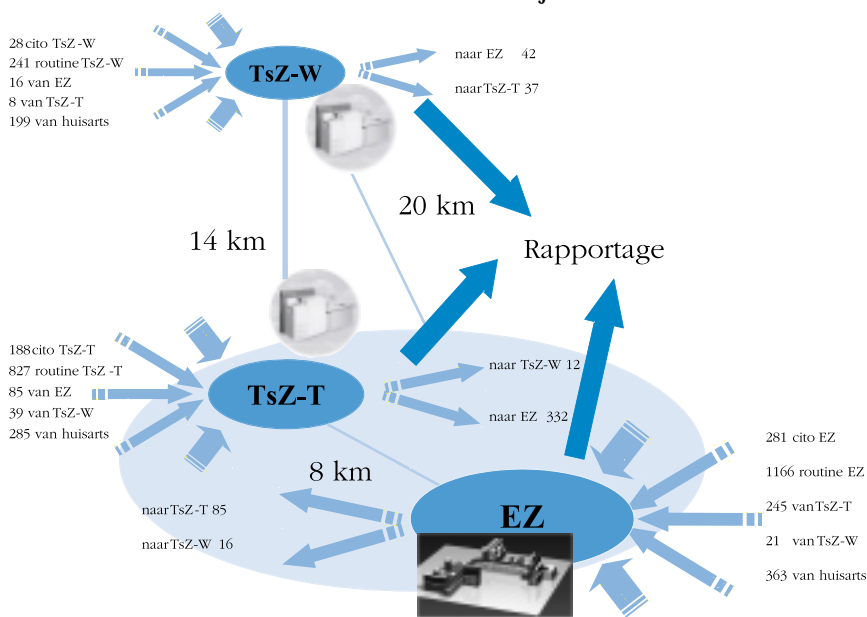 28 cito TsZ-W
241 routine TsZ-W
16 van EZ
8 van TsZ-T
199 van huisarts
TsZ-W
naar EZ 42
naar TsZ-T 37
20 km
14 km
Rapportage
188 cito TsZ-T
827 routine TsZ-T
85 van EZ
39 van TsZ-W
285 van huisarts
TsZ-T
naar TsZ-W 12
naar EZ 332
8 km
281 cito EZ
1166 routine EZ
245 van TsZ-T
21 van TsZ-W
363 van huisarts
naar TsZ-T 85
naar TsZ-W 16
EZ